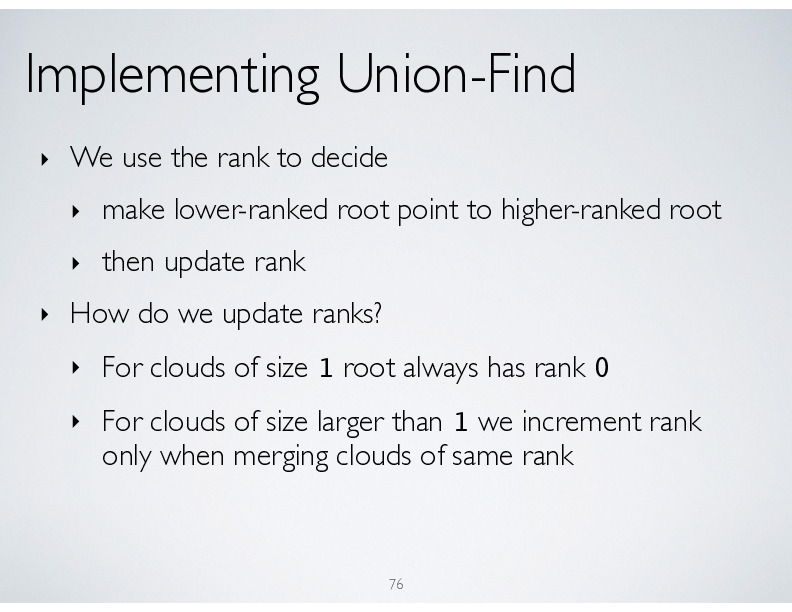 Implementing Union-Find
‣ We use the rank to decide
‣ make lower-ranked root point to higher-ranked root
‣ then update rank
‣ How do we update ranks?
‣ For clouds of size 1 root always has rank 0
‣ For clouds of size larger than 1 we increment rank
only when merging clouds of same rank
76